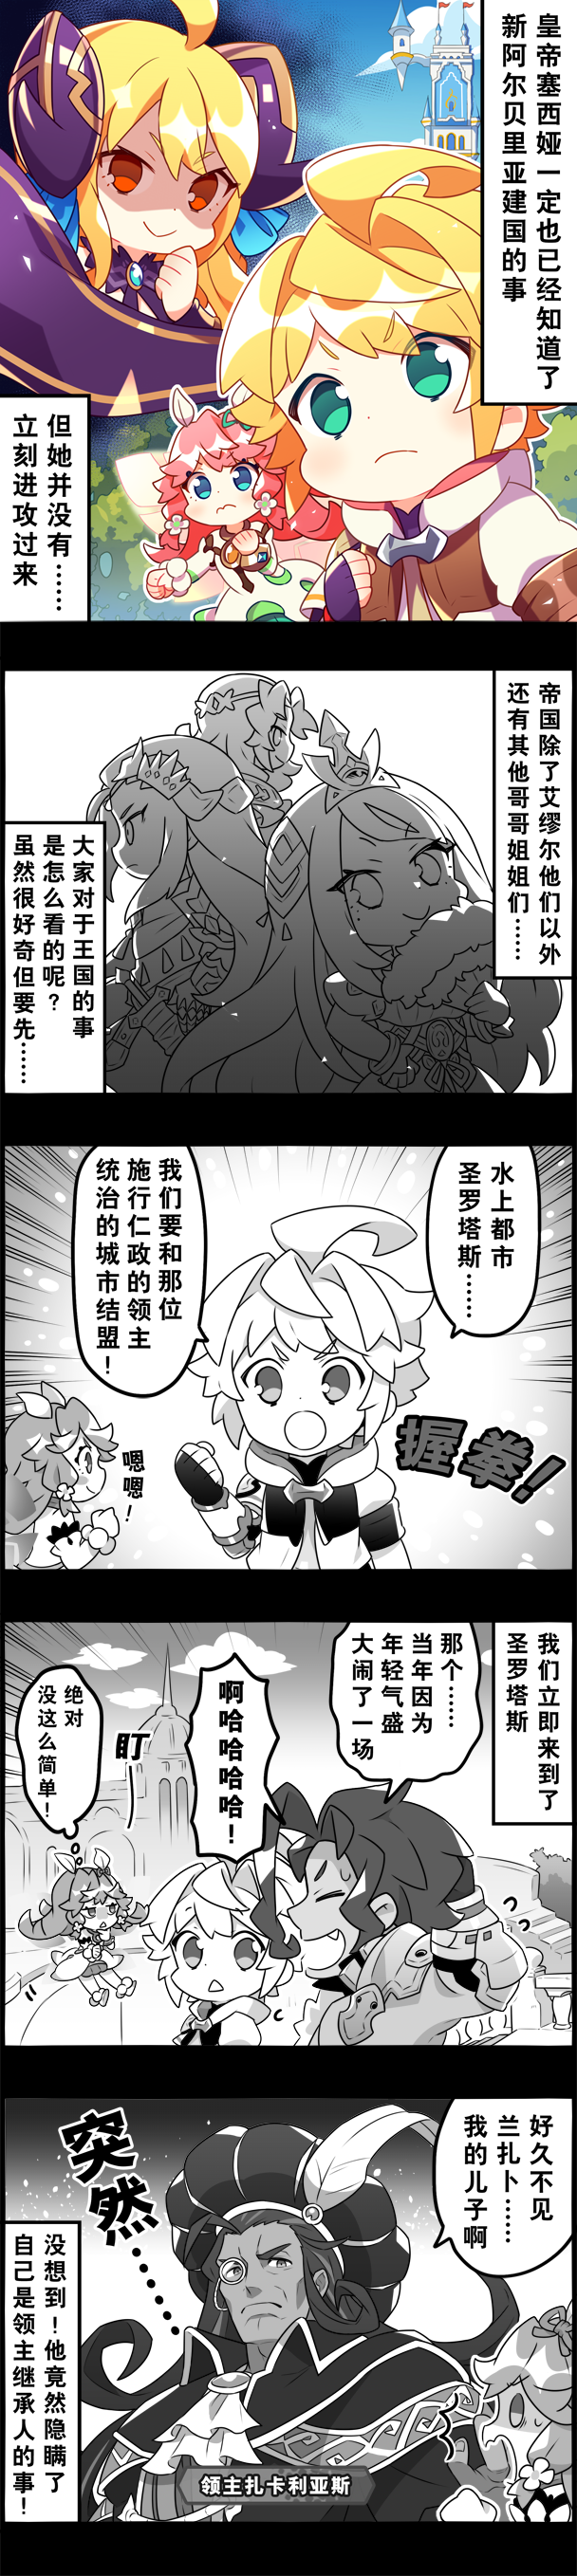 皇帝塞西娅一定也已经知道了
新阿尔贝里亚建国的事
但她并没有……
立刻进攻过来
帝国除了艾缪尔他们以外
还有其他哥哥姐姐们……
大家对于王国的事
是怎么看的呢？
虽然很好奇但要先……
水上都市
圣罗塔斯……
我们要和那位
施行仁政的领主
统治的城市结盟！
握拳！
嗯嗯！
我们立即来到了
圣罗塔斯
那个……
当年因为
年轻气盛
大闹了一场
啊哈哈哈哈！
盯——
绝对
没这么简单！
好久不见
兰扎卜……
我的儿子啊
突然……
没想到！他竟然隐瞒了
自己是领主继承人的事！
领主扎卡利亚斯